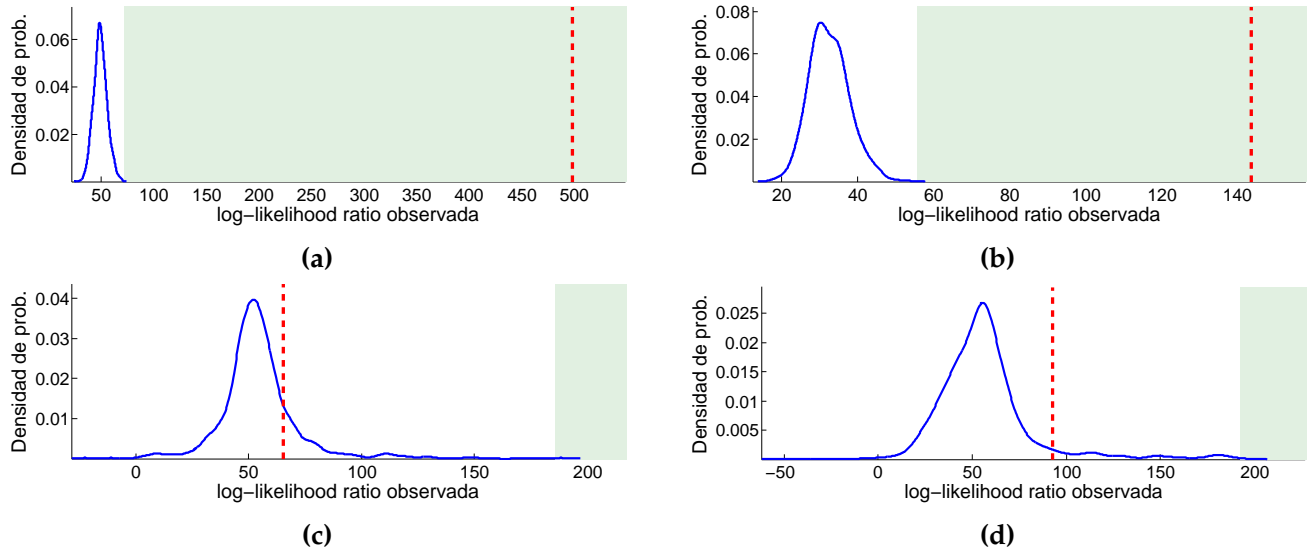 Densidad de prob.
0.06
0.04
0.02
50 100 150 200 250 300 350 400 450 500
log−likelihood ratio observada
(a)
Densidad de prob.
0.08
0.06
0.04
0.02
20 40 60 80 100 120 140
log−likelihood ratio observada
(b)
Densidad de prob.
0.04
0.03
0.02
0.01
0 50 100 150 200
log−likelihood ratio observada
(c)
Densidad de prob.
0.025
0.02
0.015
0.01
0.005
−50 0 50 100 150 200
log−likelihood ratio observada
(d)